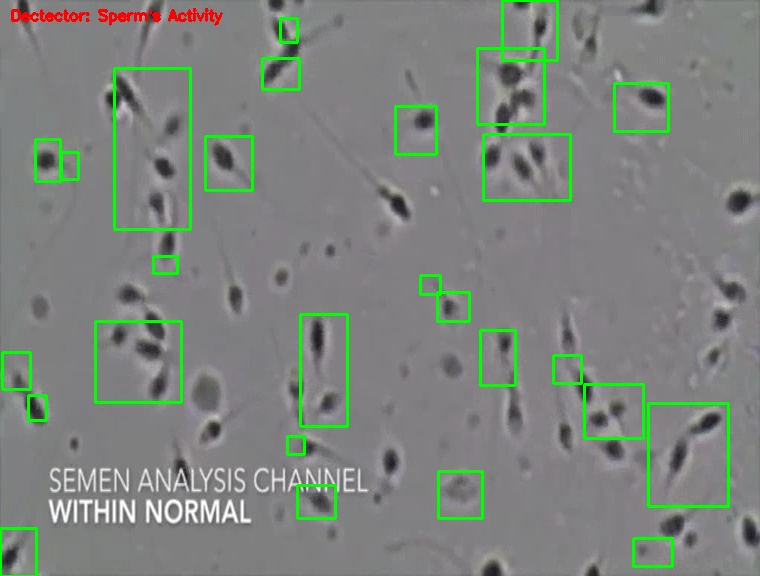 Dectector: Sperm's Activity
SEMEN ANALYSIS CHANNEL
WITHIN NORMAL